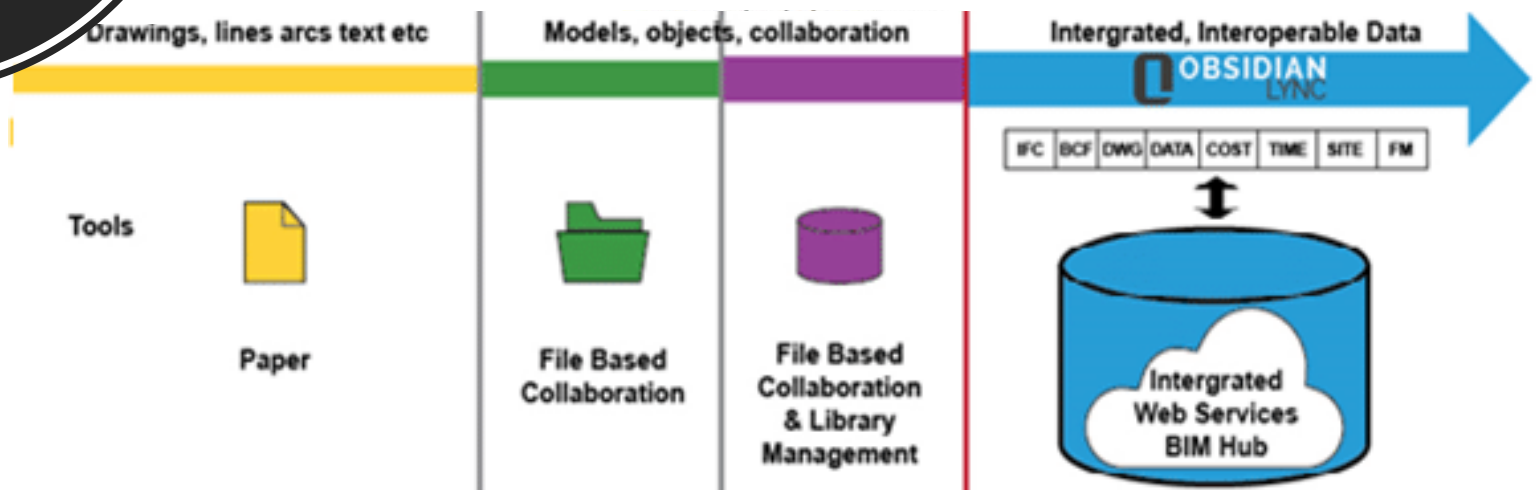 Drawings, lines arcs text etc
Models, objects, collaboration
Intergrated, Interoperable Data
OBSIDIAN
LYNC
IFC BCF DWG DATA COST TIME SITE FM
Tools
Paper
File Based
Collaboration
File Based
Collaboration
& Library
Management
Intergrated
Web Services
BIM Hub